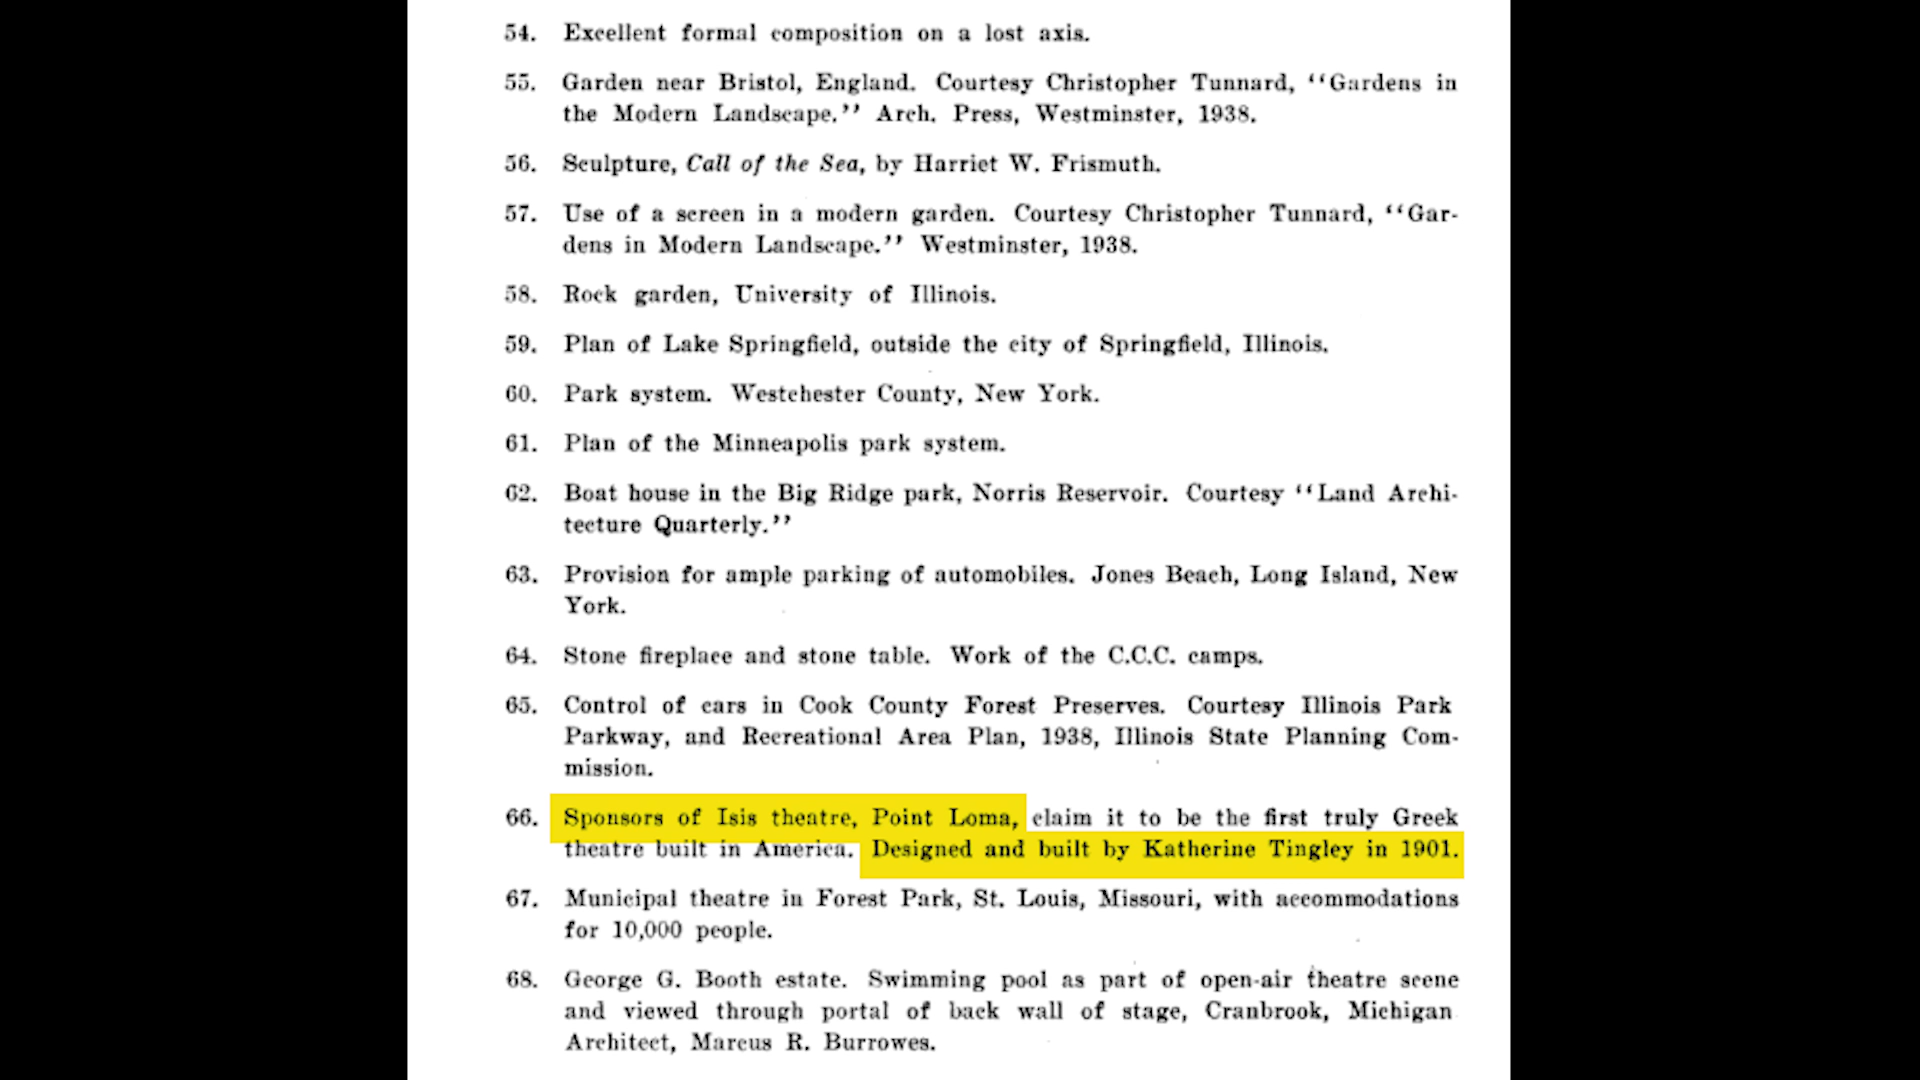 54. Excellent formal composition on a lost axis.
55. Garden near Bristol, England. Courtesy Christopher Tunnard, ‘‘Gardens in
the Modern Landscape.’’ Arch. Press, Westminster, 1938.
56. Sculpture, Call of the Sea, by Harriet W. Frismuth.
57. Use of a screen in a modern garden. Courtesy Christopher Tunnard, ‘‘Gar-
dens in Modern Landscape.’’ Westminster, 1938.
58. Rock garden, University of Illinois.
59. Plan of Lake Springfield, outside the city of Springfield, Illinois.
60. Park system. Westchester County, New York.
61. Plan of the Minneapolis park system.
62. Boat house in the Big Ridge park, Norris Reservoir. Courtesy ‘‘Land Archi-
tecture Quarterly.’’
63. Provision for ample parking of automobiles. Jones Beach, Long Island, New
York.
64. Stone fireplace and stone table. Work of the C.C.C. camps.
65. Control of cars in Cook County Forest Preserves. Courtesy Illinois Park
Parkway, and Recreational Area Plan, 1938, Illinois State Planning Com-
mission.
66. Sponsors of Isis theatre, Point Loma, claim it to be the first truly Greek
theatre built in America. Designed and built by Katherine Tingley in 1901.
67. Municipal theatre in Forest Park, St. Louis, Missouri, with accommodations
for 10,000 people.
68. George G. Booth estate. Swimming pool as part of open-air theatre scene
and viewed through portal of back wall of stage, Cranbrook, Michigan
Architect, Marcus R. Burrowes.